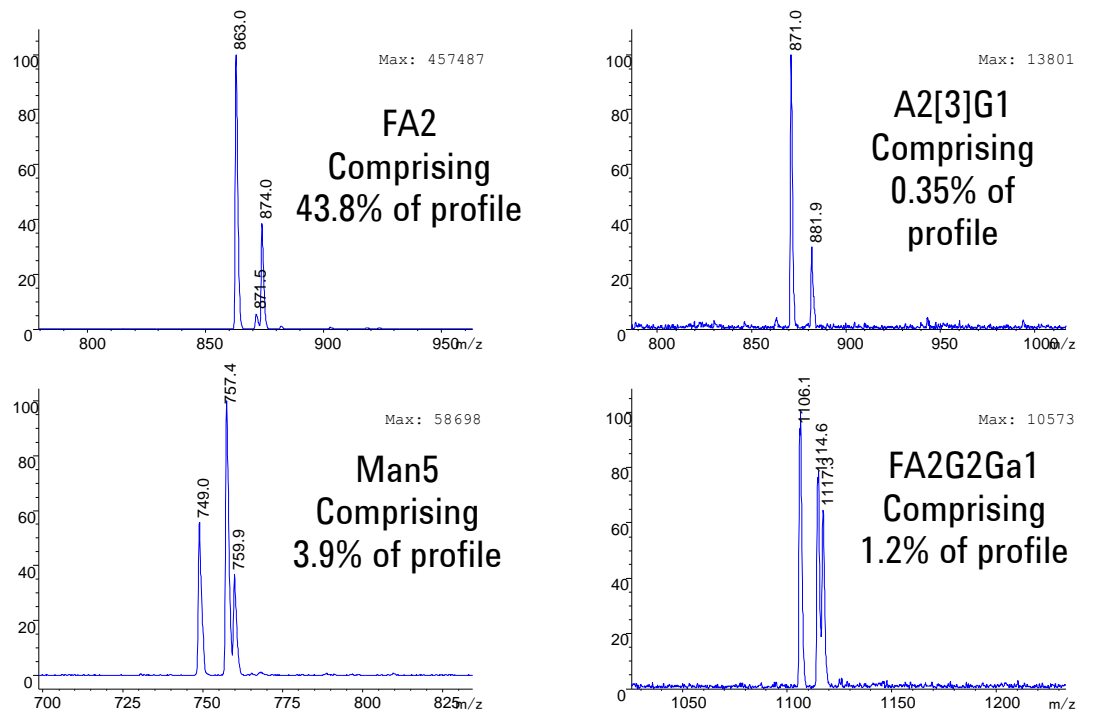 863.0
100
Max: 457487
80
FA2
Comprising
43.8% of profile
60
874.0
40
871.5
20
0
800
850
900
950
m/z
871.0
100
Max: 13801
A2[3]G1
Comprising
0.35% of
profile
80
60
881.9
40
20
0
800
850
900
950
1000
m/z
757.4
100
Max: 58698
80
Man5
Comprising
3.9% of profile
749.0
60
759.9
40
20
0
700
725
750
775
800
825
m/z
1106.1
100
Max: 10573
1114.6
FA2G2Ga1
Comprising
1.2% of profile
80
1117.3
60
40
20
0
1050
1100
1150
1200
m/z